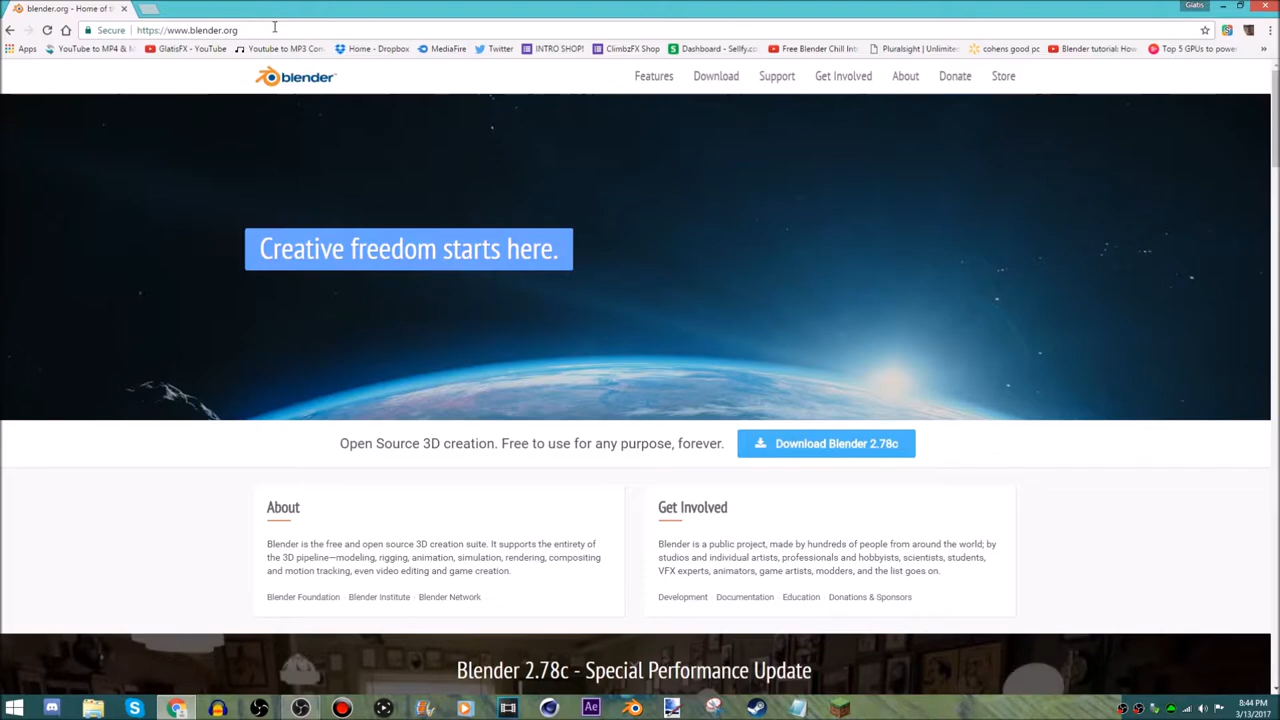 blender.org - Home of th
Glatis
Secure https://www.blender.org
Apps YouTube to MP4 & M GlatisFX - YouTube Youtube to MP3 Con Home - Dropbox MediaFire Twitter INTRO SHOP! ClimbzFX Shop Dashboard - Sellfy.co Free Blender Chill Int Pluralsight | Unlimited cohens good pc Blender tutorial: How Top 5 GPUs to power
blender Features Download Support Get Involved About Donate Store
Creative freedom starts here.
Open Source 3D creation. Free to use for any purpose, forever. Download Blender 2.78c
About
Blender is the free and open source 3D creation suite. It supports the entirety of
the 3D pipeline—modeling, rigging, animation, simulation, rendering, compositing
and motion tracking, even video editing and game creation.
Blender Foundation Blender Institute Blender Network
Get Involved
Blender is a public project, made by hundreds of people from around the world; by
studios and individual artists, professionals and hobbyists, scientists, students,
VFX experts, animators, game artists, modders, and the list goes on.
Development Documentation Education Donations & Sponsors
Blender 2.78c - Special Performance Update
Ae
8:44 PM
3/13/2017